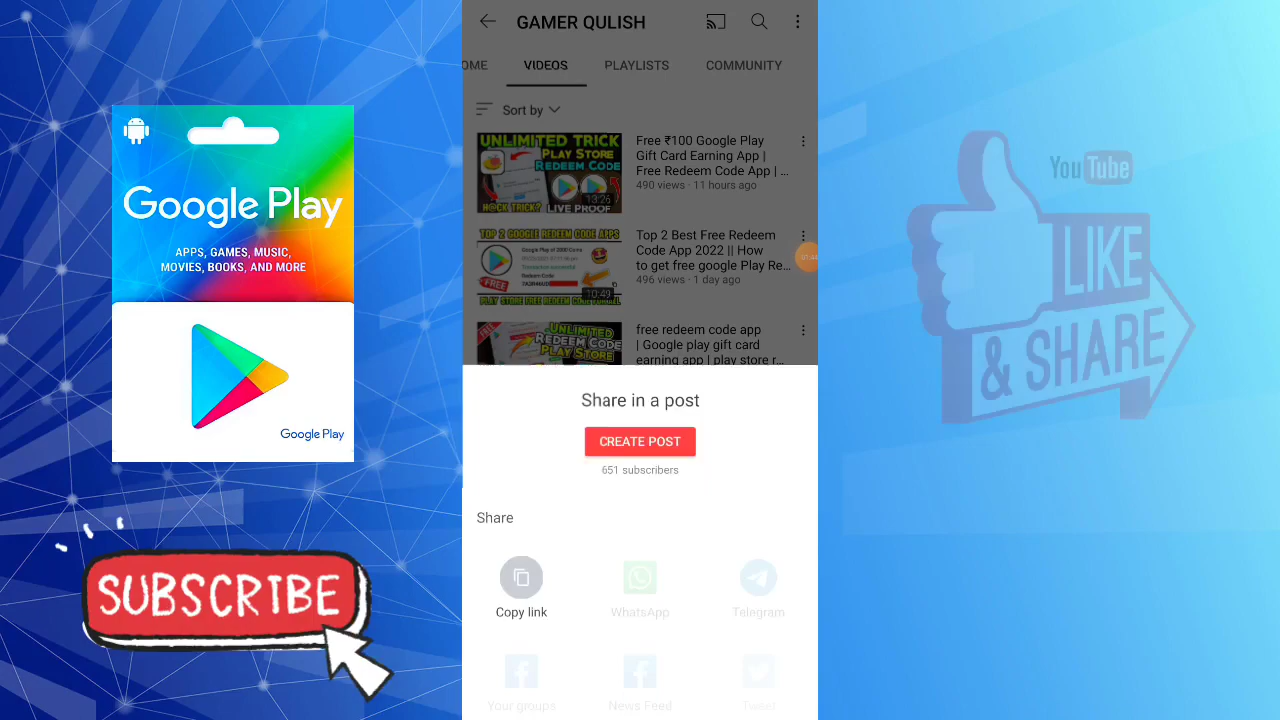 Google Play
APPS, GAMES, MUSIC,
MOVIES, BOOKS, AND MORE
Google Play
SUBSCRIBE
GAMER QULISH
OME VIDEOS PLAYLISTS COMMUNITY
Sort by
UNLIMITED TRICK
PLAY STORE
REDEEM CODE
H@CK TRICK?
LIVE PROOF
13:26
Free ₹100 Google Play
Gift Card Earning App |
Free Redeem Code App | ...
490 views · 11 hours ago
TOP 2 GOOGLE REDEEM CODE APPS
FREE
10:49
Top 2 Best Free Redeem
Code App 2022 || How
to get free google Play Re...
496 views · 1 day ago
UNLIMITED
REDEEM CODE
PLAY STORE
free redeem code app
| Google play gift card
earning app | play store r...
Share in a post
CREATE POST
651 subscribers
Share
Copy link
WhatsApp
Telegram
Your groups
News Feed
Tweet
YouTube
LIKE
& SHARE